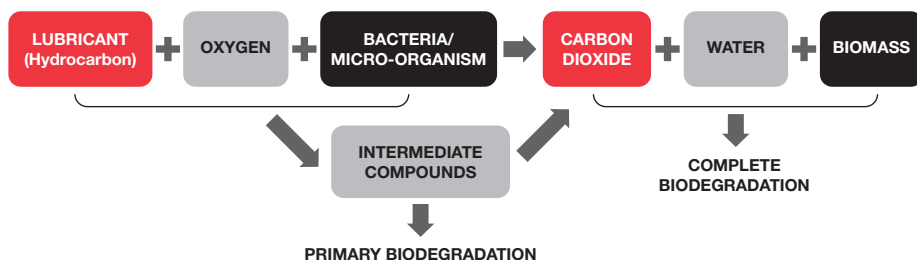 LUBRICANT
(Hydrocarbon)
+
OXYGEN
+
BACTERIA/
MICRO-ORGANISM
CARBON
DIOXIDE
+
WATER
+
BIOMASS
INTERMEDIATE
COMPOUNDS
COMPLETE
BIODEGRADATION
PRIMARY BIODEGRADATION